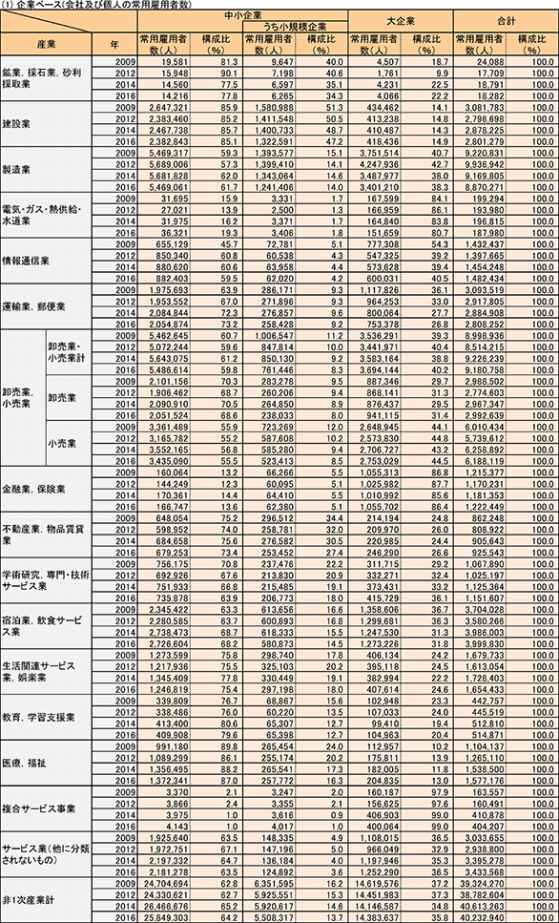 (1) 企業ベース(会社及び個人の常用雇用者数)
産業 年 中小企業 うち小規模企業 大企業 合計
常用雇用者数(人) 構成比(%) 常用雇用者数(人) 構成比(%) 常用雇用者数(人) 構成比(%) 常用雇用者数(人) 構成比(%)
鉱業，採石業，砂利採取業
2009 19,581 81.3 9,647 40.0 4,507 18.7 24,088 100.0
2012 15,948 90.1 7,198 40.6 1,761 9.9 17,709 100.0
2014 14,560 77.5 6,597 35.1 4,231 22.5 18,791 100.0
2016 14,216 77.8 6,265 34.3 4,066 22.2 18,282 100.0
建設業
2009 2,647,321 85.9 1,580,988 51.3 434,462 14.1 3,081,783 100.0
2012 2,383,460 85.2 1,411,548 50.5 413,238 14.8 2,796,698 100.0
2014 2,467,738 85.7 1,400,733 48.7 410,487 14.3 2,878,225 100.0
2016 2,382,843 85.1 1,322,591 47.2 418,436 14.9 2,801,279 100.0
製造業
2009 5,469,317 59.3 1,393,577 15.1 3,751,514 40.7 9,220,831 100.0
2012 5,689,006 57.3 1,399,410 14.1 4,247,936 42.7 9,936,942 100.0
2014 5,681,828 62.0 1,343,064 14.6 3,487,977 38.0 9,169,805 100.0
2016 5,469,061 61.7 1,241,406 14.0 3,401,210 38.3 8,870,271 100.0
電気・ガス・熱供給・水道業
2009 31,695 15.9 3,331 1.7 167,599 84.1 199,294 100.0
2012 27,021 13.9 2,500 1.3 166,959 86.1 193,980 100.0
2014 31,975 16.2 3,371 1.7 164,840 83.8 196,815 100.0
2016 36,321 19.3 3,406 1.8 151,659 80.7 187,980 100.0
情報通信業
2009 655,129 45.7 72,781 5.1 777,308 54.3 1,432,437 100.0
2012 850,340 60.8 60,538 4.3 547,325 39.2 1,397,665 100.0
2014 880,620 60.6 63,958 4.4 573,628 39.4 1,454,248 100.0
2016 882,403 59.5 62,020 4.2 600,031 40.5 1,482,434 100.0
運輸業，郵便業
2009 1,975,693 63.9 286,171 9.3 1,117,826 36.1 3,093,519 100.0
2012 1,953,552 67.0 271,896 9.3 964,253 33.0 2,917,805 100.0
2014 2,084,844 72.3 276,857 9.6 800,064 27.7 2,884,908 100.0
2016 2,054,874 73.2 258,428 9.2 753,378 26.8 2,808,252 100.0
卸売業，小売業
卸売業・小売業計
2009 5,462,645 60.7 1,006,547 11.2 3,536,291 39.3 8,998,936 100.0
2012 5,072,244 59.6 847,814 10.0 3,441,971 40.4 8,514,215 100.0
2014 5,643,075 61.2 850,130 9.2 3,583,164 38.8 9,226,239 100.0
2016 5,486,614 59.8 761,446 8.3 3,694,144 40.2 9,180,758 100.0
卸売業
2009 2,101,156 70.3 283,278 9.5 887,346 29.7 2,988,502 100.0
2012 1,906,462 68.7 260,206 9.4 868,141 31.3 2,774,603 100.0
2014 2,090,910 70.5 264,850 8.9 876,437 29.5 2,967,347 100.0
2016 2,051,524 68.6 238,033 8.0 941,115 31.4 2,992,639 100.0
小売業
2009 3,361,489 55.9 723,269 12.0 2,648,945 44.1 6,010,434 100.0
2012 3,165,782 55.2 587,608 10.2 2,573,830 44.8 5,739,612 100.0
2014 3,552,165 56.8 585,280 9.4 2,706,727 43.2 6,258,892 100.0
2016 3,435,090 55.5 523,413 8.5 2,753,029 44.5 6,188,119 100.0
金融業，保険業
2009 160,064 13.2 66,266 5.5 1,055,313 86.8 1,215,377 100.0
2012 144,249 12.3 60,095 5.1 1,025,982 87.7 1,170,231 100.0
2014 170,361 14.4 64,410 5.5 1,010,992 85.6 1,181,353 100.0
2016 166,747 13.6 62,380 5.1 1,055,702 86.4 1,222,449 100.0
不動産業，物品賃貸業
2009 648,054 75.2 296,512 34.4 214,194 24.8 862,248 100.0
2012 598,952 74.0 258,781 32.0 209,970 26.0 808,922 100.0
2014 684,658 75.6 276,582 30.5 220,985 24.4 905,643 100.0
2016 679,253 73.4 253,452 27.4 246,290 26.6 925,543 100.0
学術研究，専門・技術サービス業
2009 756,175 70.8 237,476 22.2 311,715 29.2 1,067,890 100.0
2012 692,926 67.6 213,830 20.9 332,271 32.4 1,025,197 100.0
2014 751,933 66.8 215,485 19.1 373,431 33.2 1,125,364 100.0
2016 735,878 63.9 206,773 18.0 415,729 36.1 1,151,607 100.0
宿泊業，飲食サービス業
2009 2,345,422 63.3 613,656 16.6 1,358,606 36.7 3,704,028 100.0
2012 2,280,585 63.7 600,893 16.8 1,299,681 36.3 3,580,266 100.0
2014 2,738,473 68.7 618,333 15.5 1,247,530 31.3 3,986,003 100.0
2016 2,726,604 68.2 580,873 14.5 1,273,226 31.8 3,999,830 100.0
生活関連サービス業，娯楽業
2009 1,273,599 75.8 298,740 17.8 406,134 24.2 1,679,733 100.0
2012 1,217,936 75.5 325,103 20.2 395,118 24.5 1,613,054 100.0
2014 1,345,409 77.8 330,449 19.1 382,994 22.2 1,728,403 100.0
2016 1,246,819 75.4 297,198 18.0 407,614 24.6 1,654,433 100.0
教育，学習支援業
2009 339,809 76.7 68,867 15.6 102,948 23.3 442,757 100.0
2012 338,486 76.0 60,220 13.5 107,033 24.0 445,519 100.0
2014 413,400 80.6 65,307 12.7 99,410 19.4 512,810 100.0
2016 409,908 79.6 65,398 12.7 104,963 20.4 514,871 100.0
医療，福祉
2009 991,180 89.8 265,454 24.0 112,957 10.2 1,104,137 100.0
2012 1,089,299 86.1 255,174 20.2 175,811 13.9 1,265,110 100.0
2014 1,356,495 88.2 265,541 17.3 182,005 11.8 1,538,500 100.0
2016 1,372,341 87.0 257,772 16.3 204,835 13.0 1,577,176 100.0
複合サービス事業
2009 3,370 2.1 3,247 2.0 160,187 97.9 163,557 100.0
2012 3,866 2.4 3,355 2.1 156,625 97.6 160,491 100.0
2014 3,975 1.0 3,616 0.9 406,903 99.0 410,878 100.0
2016 4,143 1.0 4,017 1.0 400,064 99.0 404,207 100.0
サービス業(他に分類されないもの)
2009 1,925,640 63.5 148,335 4.9 1,108,015 36.5 3,033,655 100.0
2012 1,972,751 67.1 147,196 5.0 966,049 32.9 2,938,800 100.0
2014 2,197,332 64.7 136,184 4.0 1,197,946 35.3 3,395,278 100.0
2016 2,181,278 63.5 124,892 3.6 1,252,290 36.5 3,433,568 100.0
非1次産業計
2009 24,704,694 62.8 6,351,595 16.2 14,619,576 37.2 39,324,270 100.0
2012 24,330,621 62.7 5,925,551 15.3 14,451,983 37.3 38,782,604 100.0
2014 26,466,676 65.2 5,920,617 14.6 14,146,587 34.8 40,613,263 100.0
2016 25,849,303 64.2 5,508,317 13.7 14,383,637 35.8 40,232,940 100.0